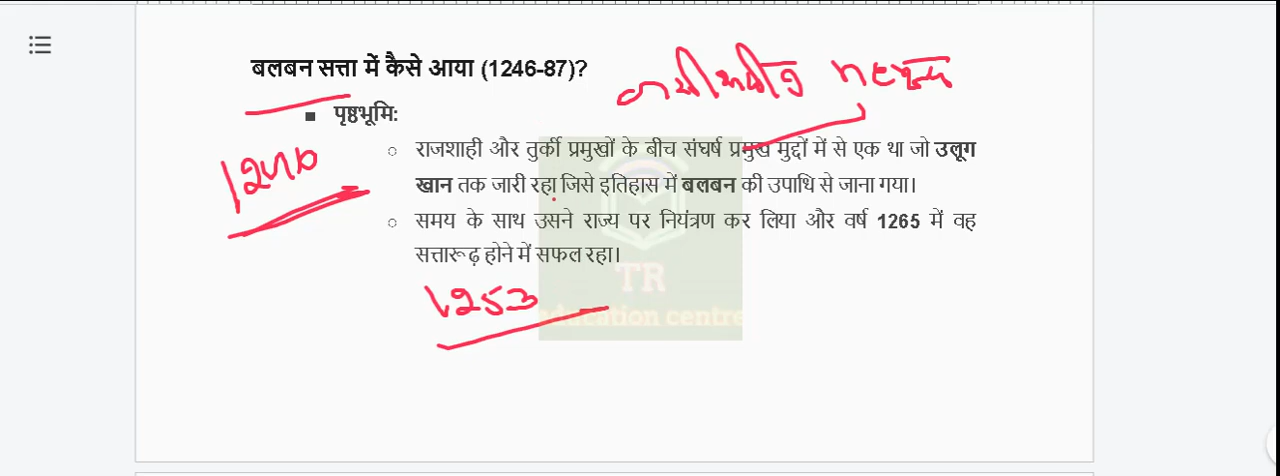 बलबन सत्ता में कैसे आया (1246-87)?
पृष्ठभूमि:
राजशाही और तुर्की प्रमुखों के बीच संघर्ष प्रमुख मुद्दों में से एक था जो उलूग
खान तक जारी रहा जिसे इतिहास में बलबन की उपाधि से जाना गया।
समय के साथ उसने राज्य पर नियंत्रण कर लिया और वर्ष 1265 में वह
सत्तारूढ़ होने में सफल रहा।
TR
education centre
1253